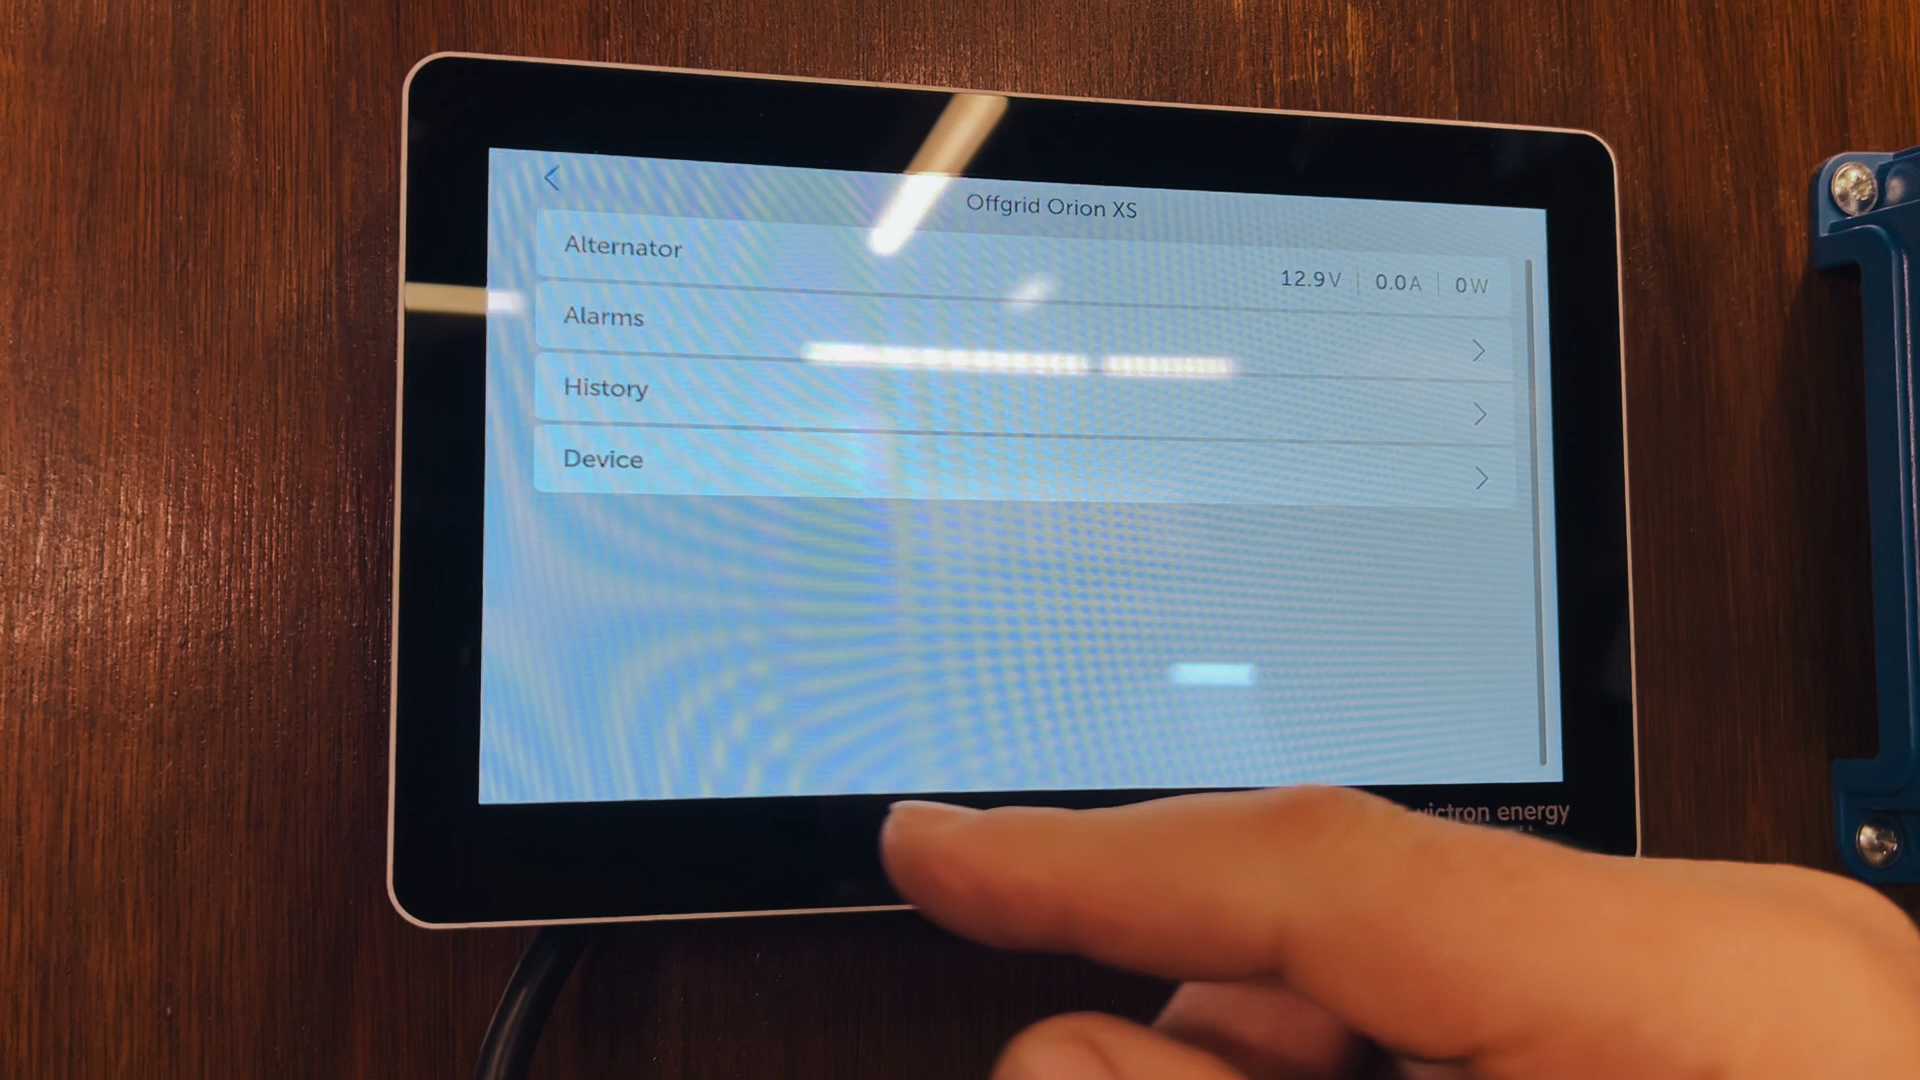 Offgrid Orion XS
Alternator
12.9V | 0.0A | 0W
Alarms
History
Device
victron energy